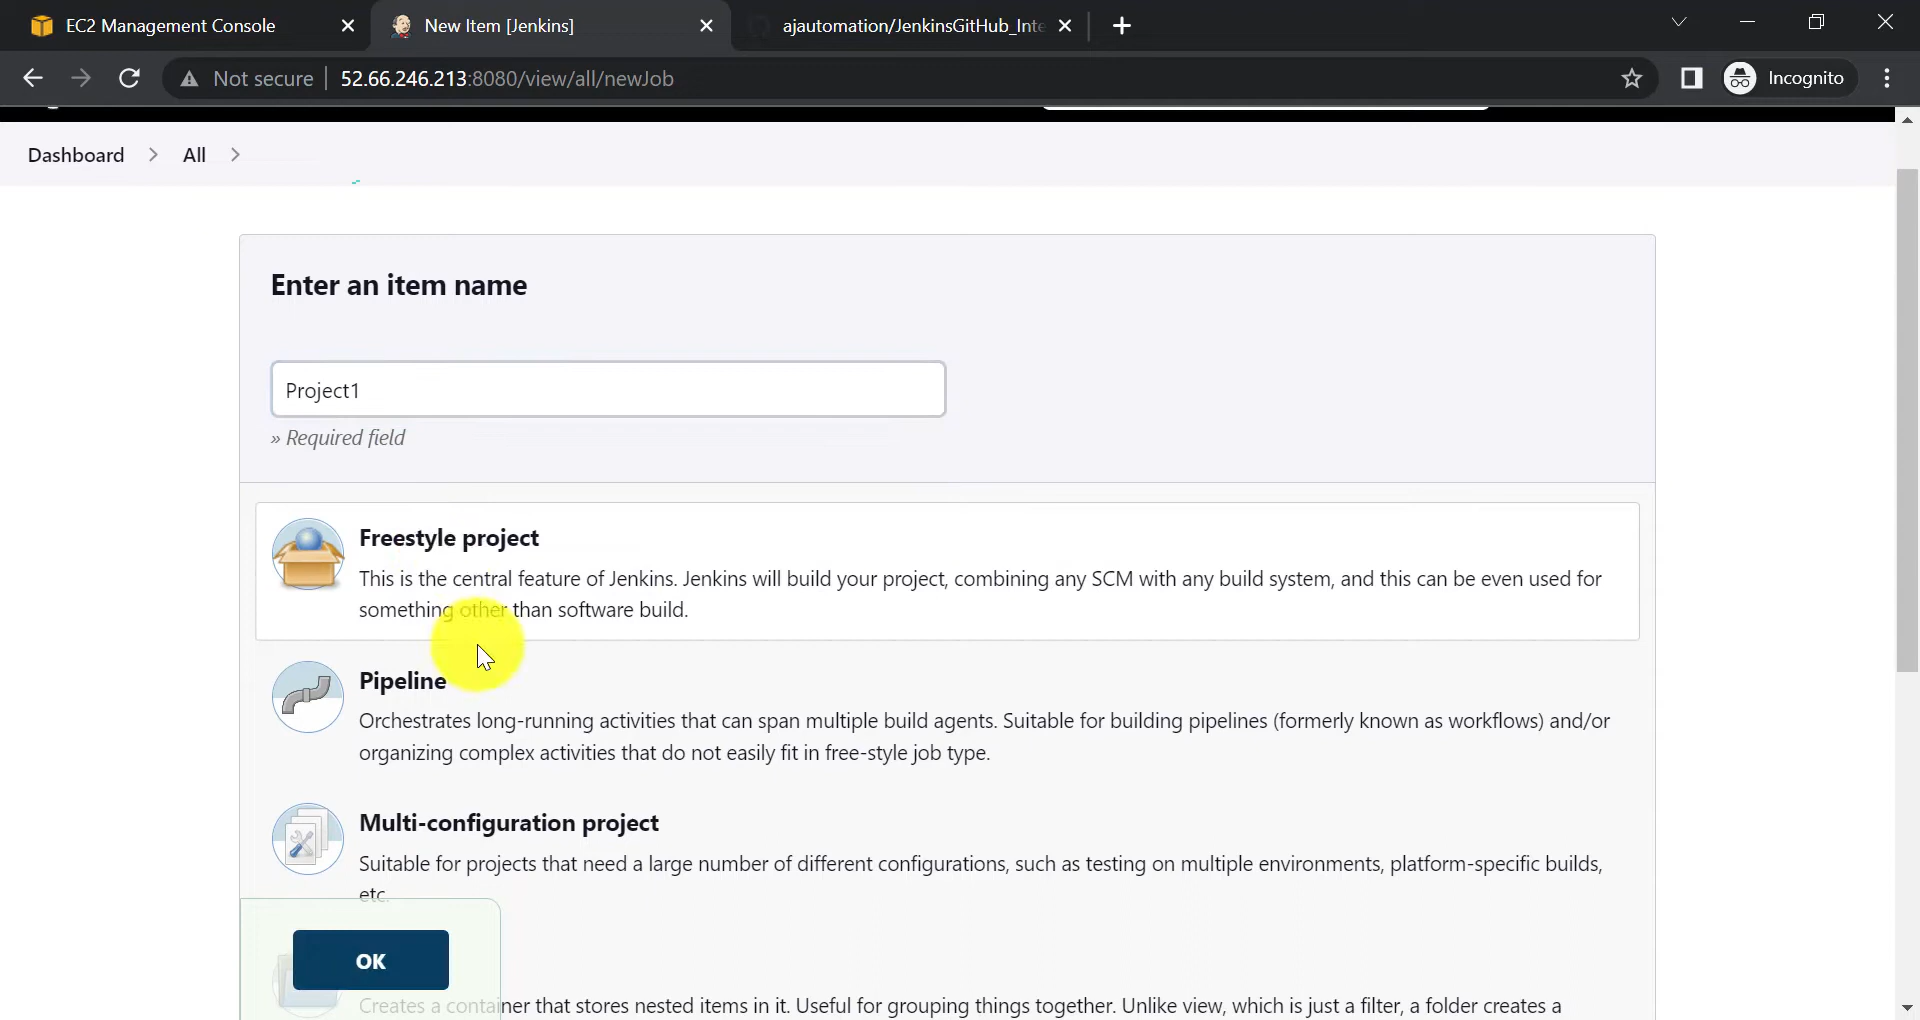 EC2 Management Console
New Item [Jenkins]
ajautomation/JenkinsGitHub_Inte
Not secure
52.66.246.213:8080/view/all/newJob
Incognito
Dashboard
All
Enter an item name
Project1
» Required field
Freestyle project
This is the central feature of Jenkins. Jenkins will build your project, combining any SCM with any build system, and this can be even used for
something other than software build.
Pipeline
Orchestrates long-running activities that can span multiple build agents. Suitable for building pipelines (formerly known as workflows) and/or
organizing complex activities that do not easily fit in free-style job type.
Multi-configuration project
Suitable for projects that need a large number of different configurations, such as testing on multiple environments, platform-specific builds,
etc.
OK
Creates a container that stores nested items in it. Useful for grouping things together. Unlike view, which is just a filter, a folder creates a